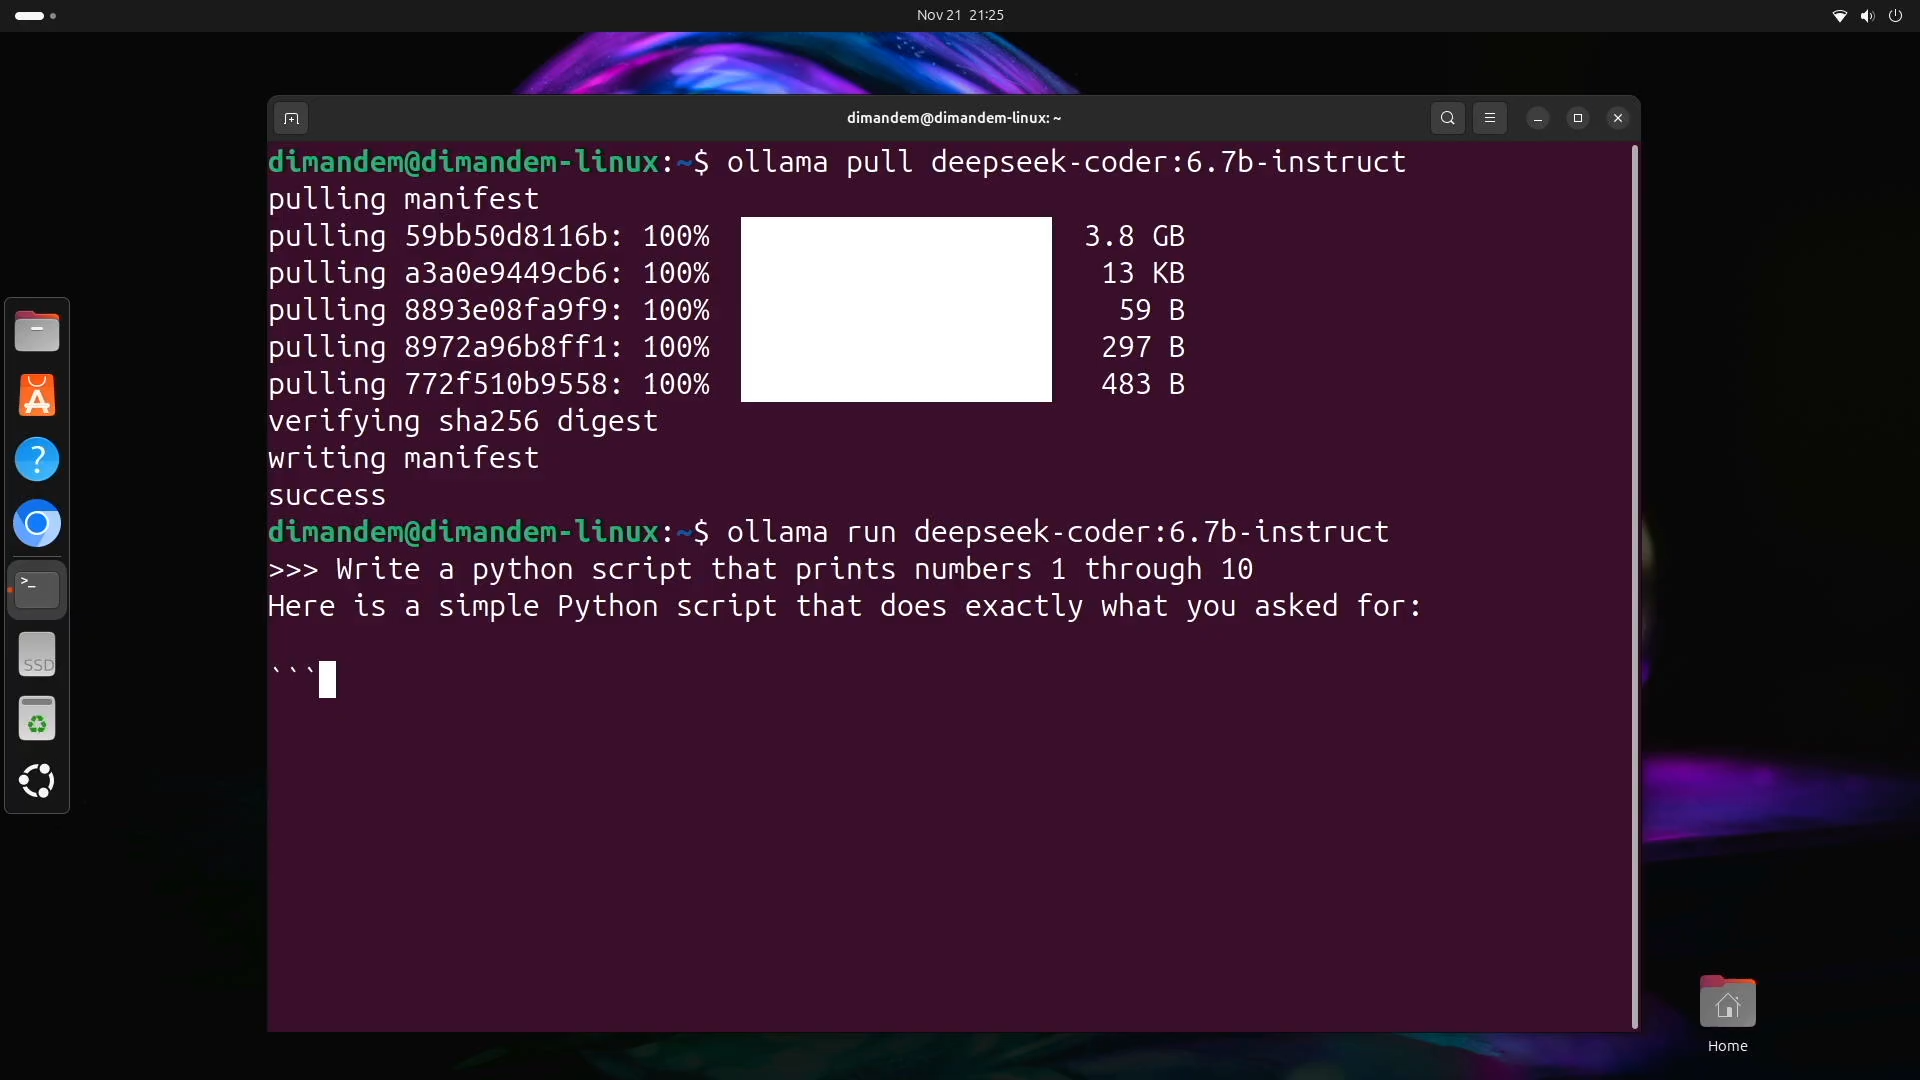 Nov 21 21:25
dimandem@dimandem-linux: ~
dimandem@dimandem-linux:~$ ollama pull deepseek-coder:6.7b-instruct
pulling manifest
pulling 59bb50d8116b: 100% 3.8 GB
pulling a3a0e9449cb6: 100% 13 KB
pulling 8893e08fa9f9: 100% 59 B
pulling 8972a96b8ff1: 100% 297 B
pulling 772f510b9558: 100% 483 B
verifying sha256 digest
writing manifest
success
dimandem@dimandem-linux:~$ ollama run deepseek-coder:6.7b-instruct
>>> Write a python script that prints numbers 1 through 10
Here is a simple Python script that does exactly what you asked for:
```
SSD
Home